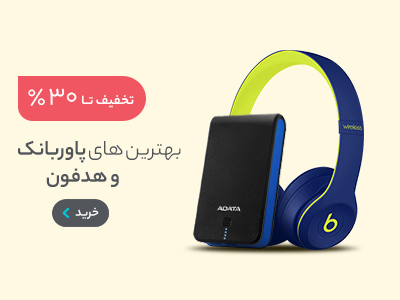 تخفیف تا ۳۰ %
بهترین های پاوربانک
و هدفون
خرید
wireless
b
ADATA